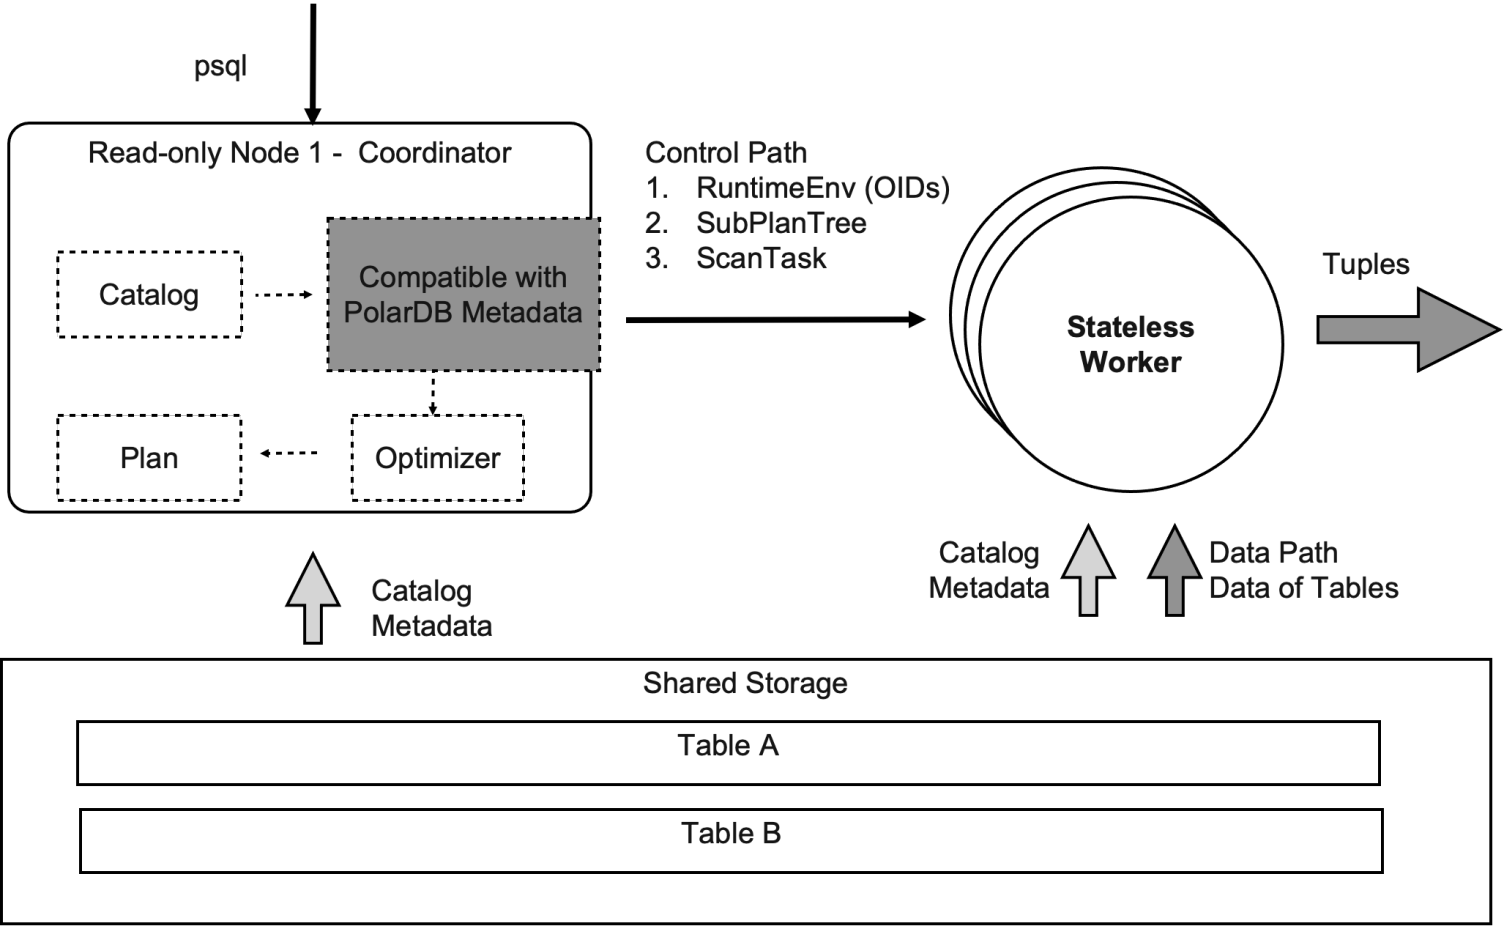 psql
Read-only Node 1 - Coordinator
Catalog
Compatible with
PolarDB Metadata
Plan
Optimizer
Control Path
1. RuntimeEnv (OIDs)
2. SubPlanTree
3. ScanTask
Stateless
Worker
Tuples
Catalog
Metadata
Catalog
Metadata
Data Path
Data of Tables
Shared Storage
Table A
Table B